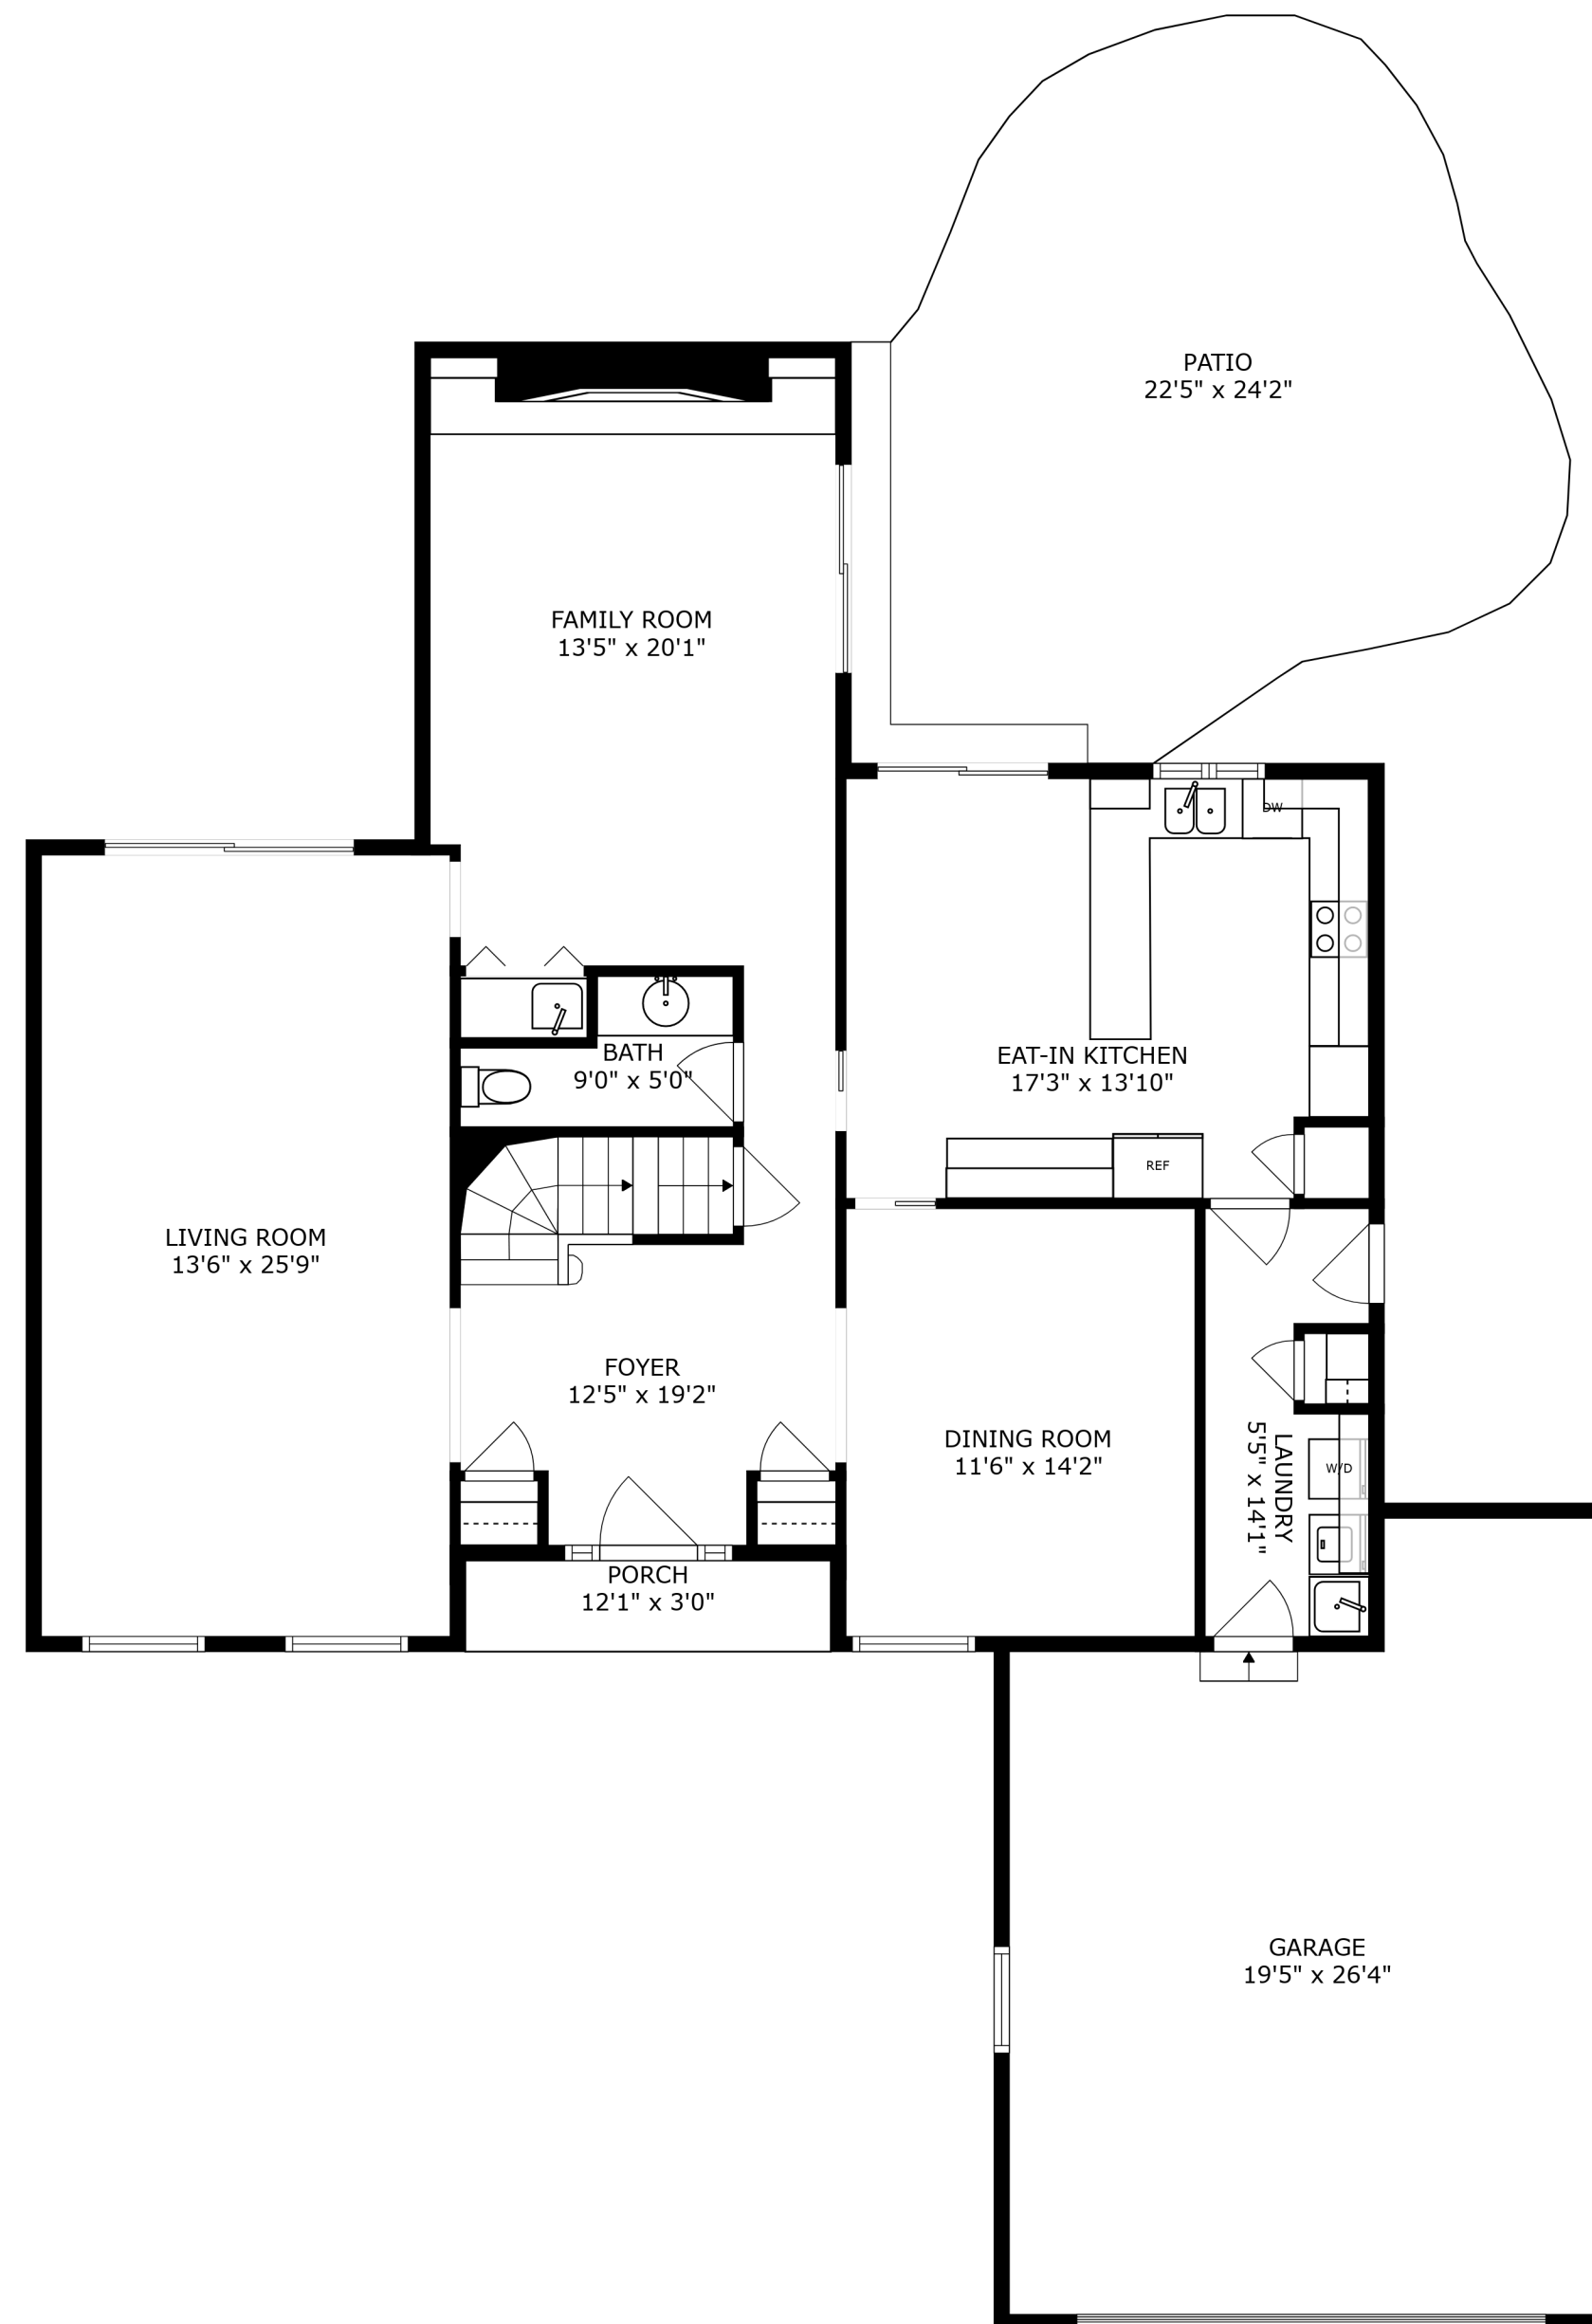 PATIO
22'5" x 24'2"
FAMILY ROOM
13'5" x 20'1"
DW
BATH
9'0" x 5'0"
EAT-IN KITCHEN
17'3" x 13'10"
REF
LIVING ROOM
13'6" x 25'9"
FOYER
12'5" x 19'2"
DINING ROOM
11'6" x 14'2"
LAUNDRY
5'5" x 14'1"
W/D
PORCH
12'1" x 3'0"
GARAGE
19'5" x 26'4"